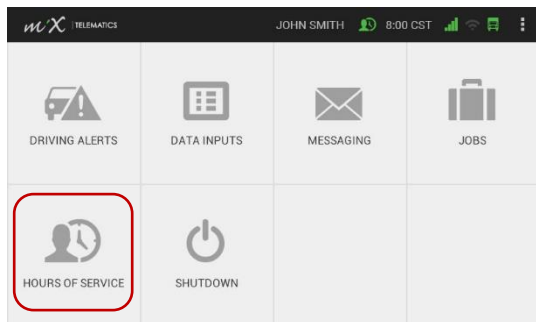 miX TELEMATICS JOHN SMITH 8:00 CST
DRIVING ALERTS DATA INPUTS MESSAGING JOBS
HOURS OF SERVICE SHUTDOWN